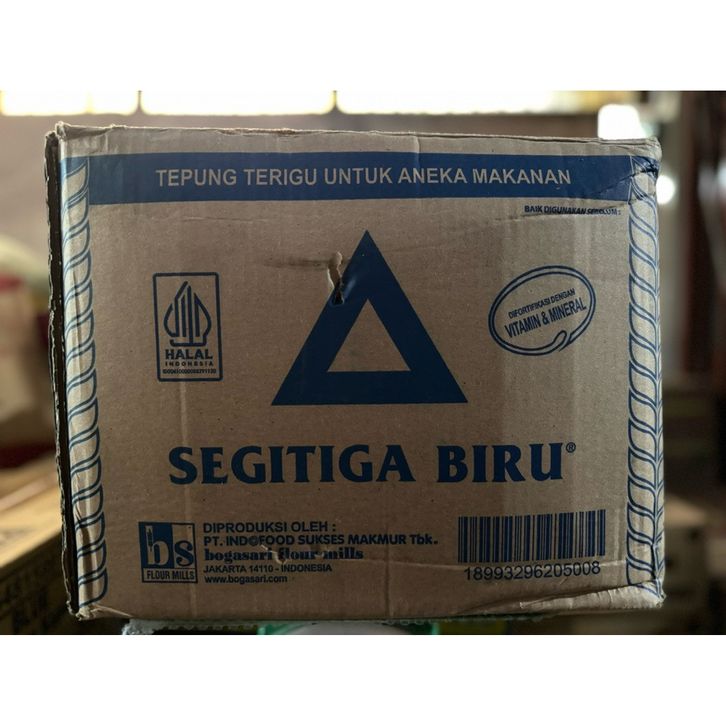 TEPUNG TERIGU UNTUK ANEKA MAKANAN
BAIK DIGUNAKAN SEBELUM :
HALAL
INDONESIA
DIFORTIFIKASI DENGAN
VITAMIN & MINERAL
SEGITIGA BIRU®
bs
FLOUR MILLS
DIPRODUKSI OLEH :
PT. INDOFOOD SUKSES MAKMUR Tbk.
bogasari flour mills
JAKARTA 14110 - INDONESIA
www.bogasari.com
18993296205008